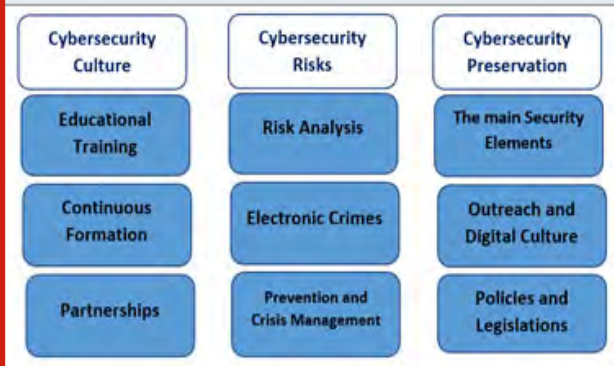 Cybersecurity
Culture
Cybersecurity
Risks
Cybersecurity
Preservation
Educational
Training
Risk Analysis
The main Security
Elements
Continuous
Formation
Electronic Crimes
Outreach and
Digital Culture
Partnerships
Prevention and
Crisis Management
Policies and
Legislations